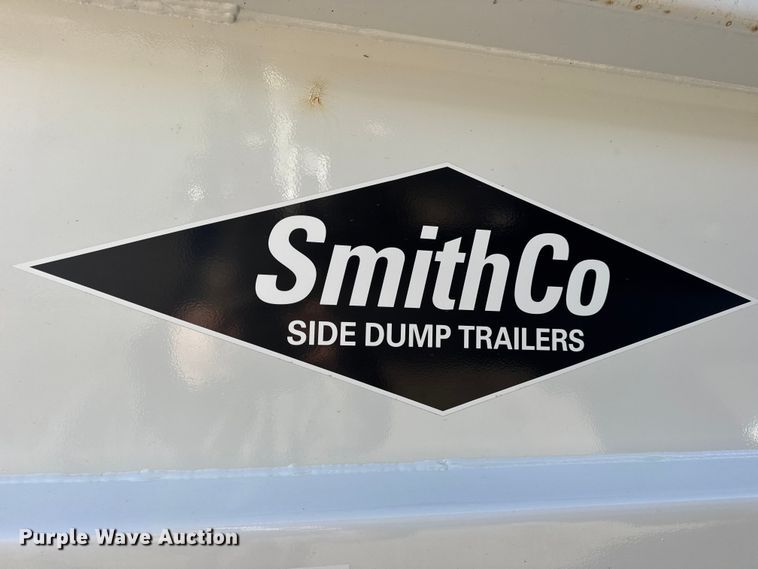 SmithCo
SIDE DUMP TRAILERS
Purple Wave Auction